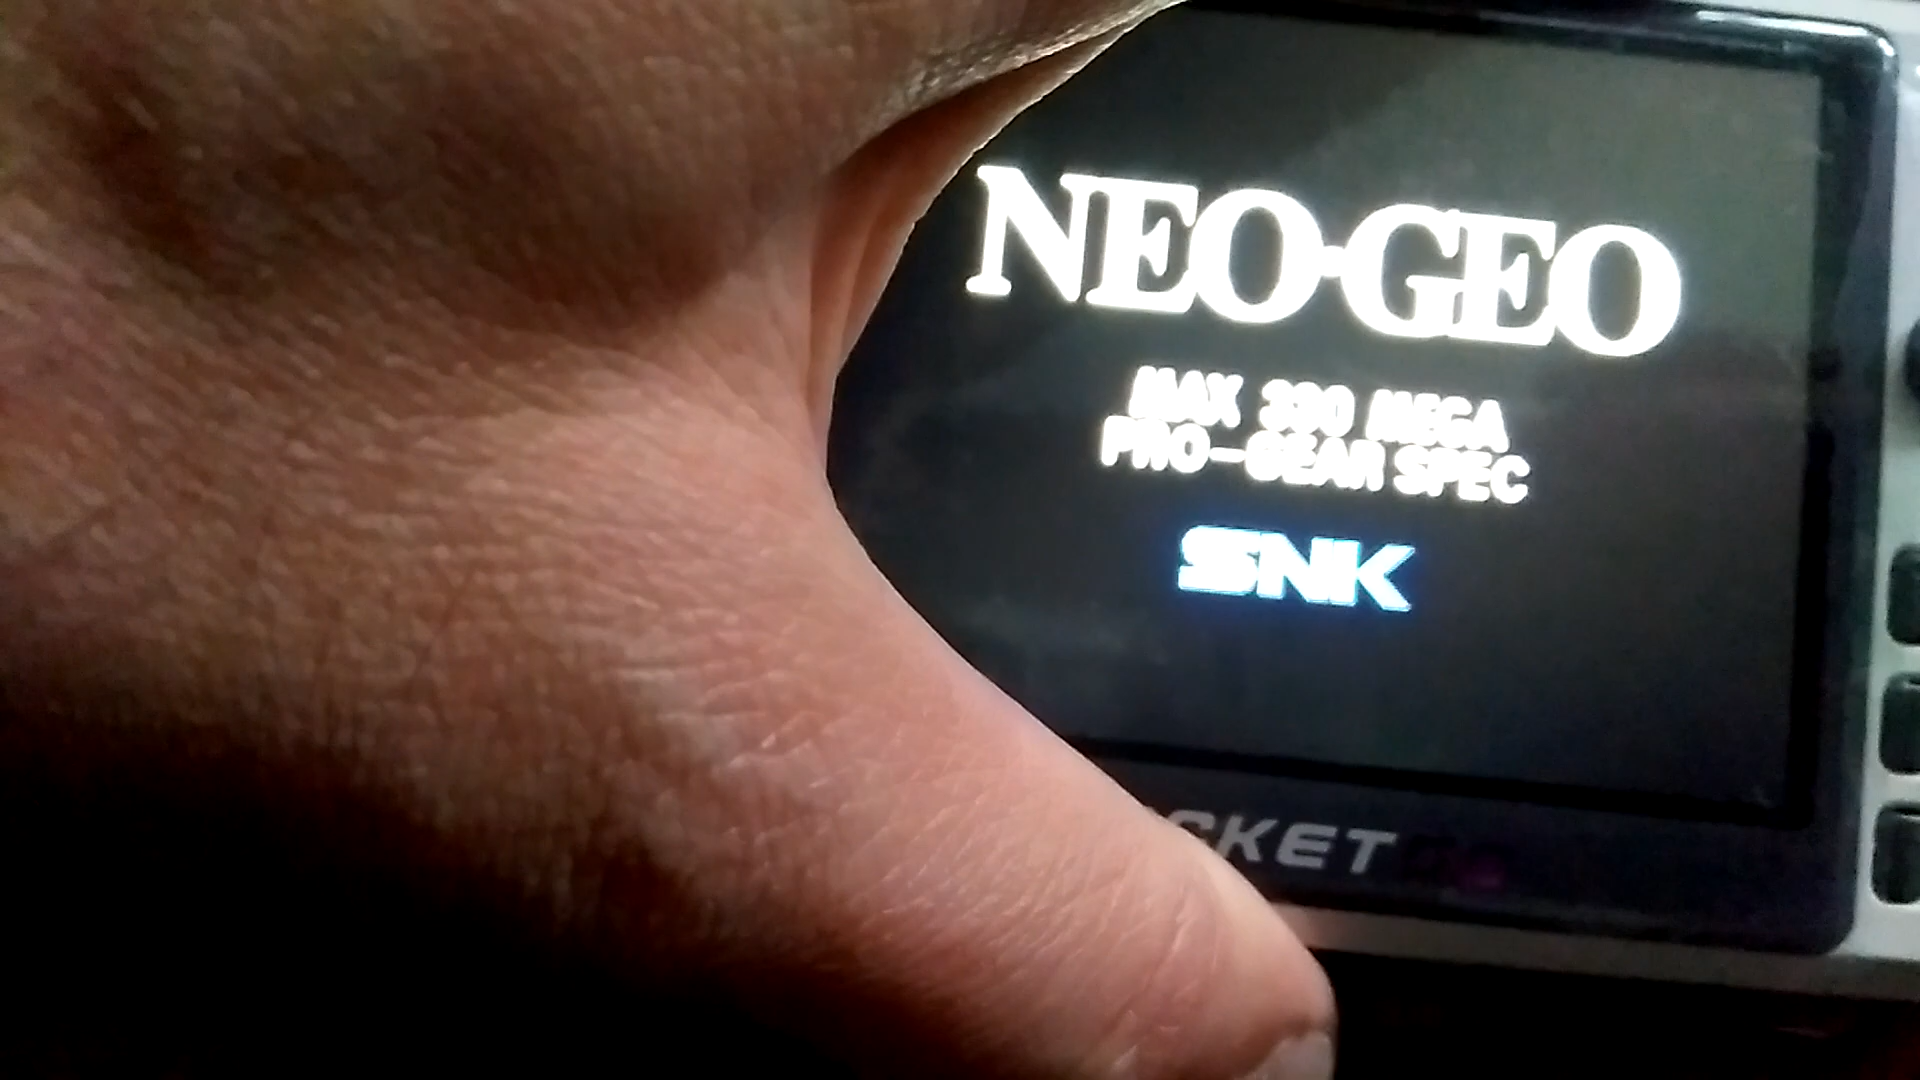 NEO·GEO
MAX 330 MEGA
PRO-GEAR SPEC
SNK
CKET